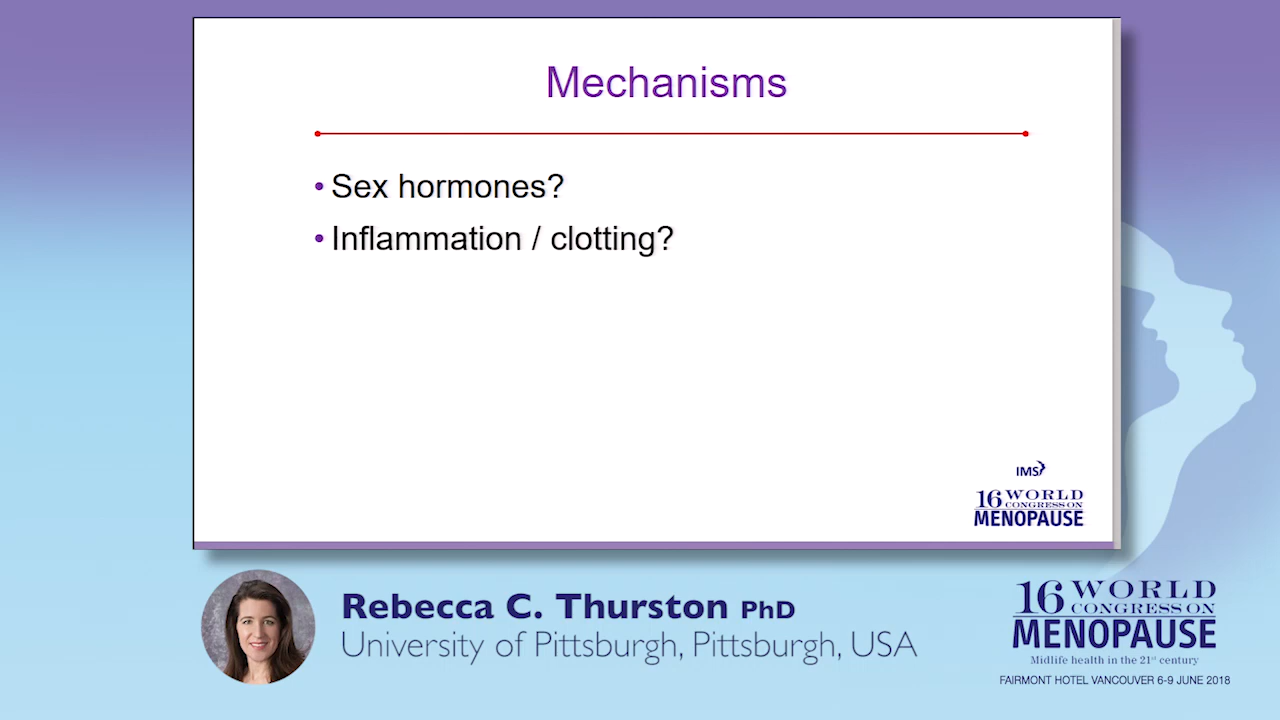 Mechanisms
• Sex hormones?
• Inflammation / clotting?
IMS
16 WORLD
CONGRESS ON
MENOPAUSE
Rebecca C. Thurston PhD
University of Pittsburgh, Pittsburgh, USA
16 WORLD
CONGRESS ON
MENOPAUSE
Midlife health in the 21st century
FAIRMONT HOTEL VANCOUVER 6-9 JUNE 2018